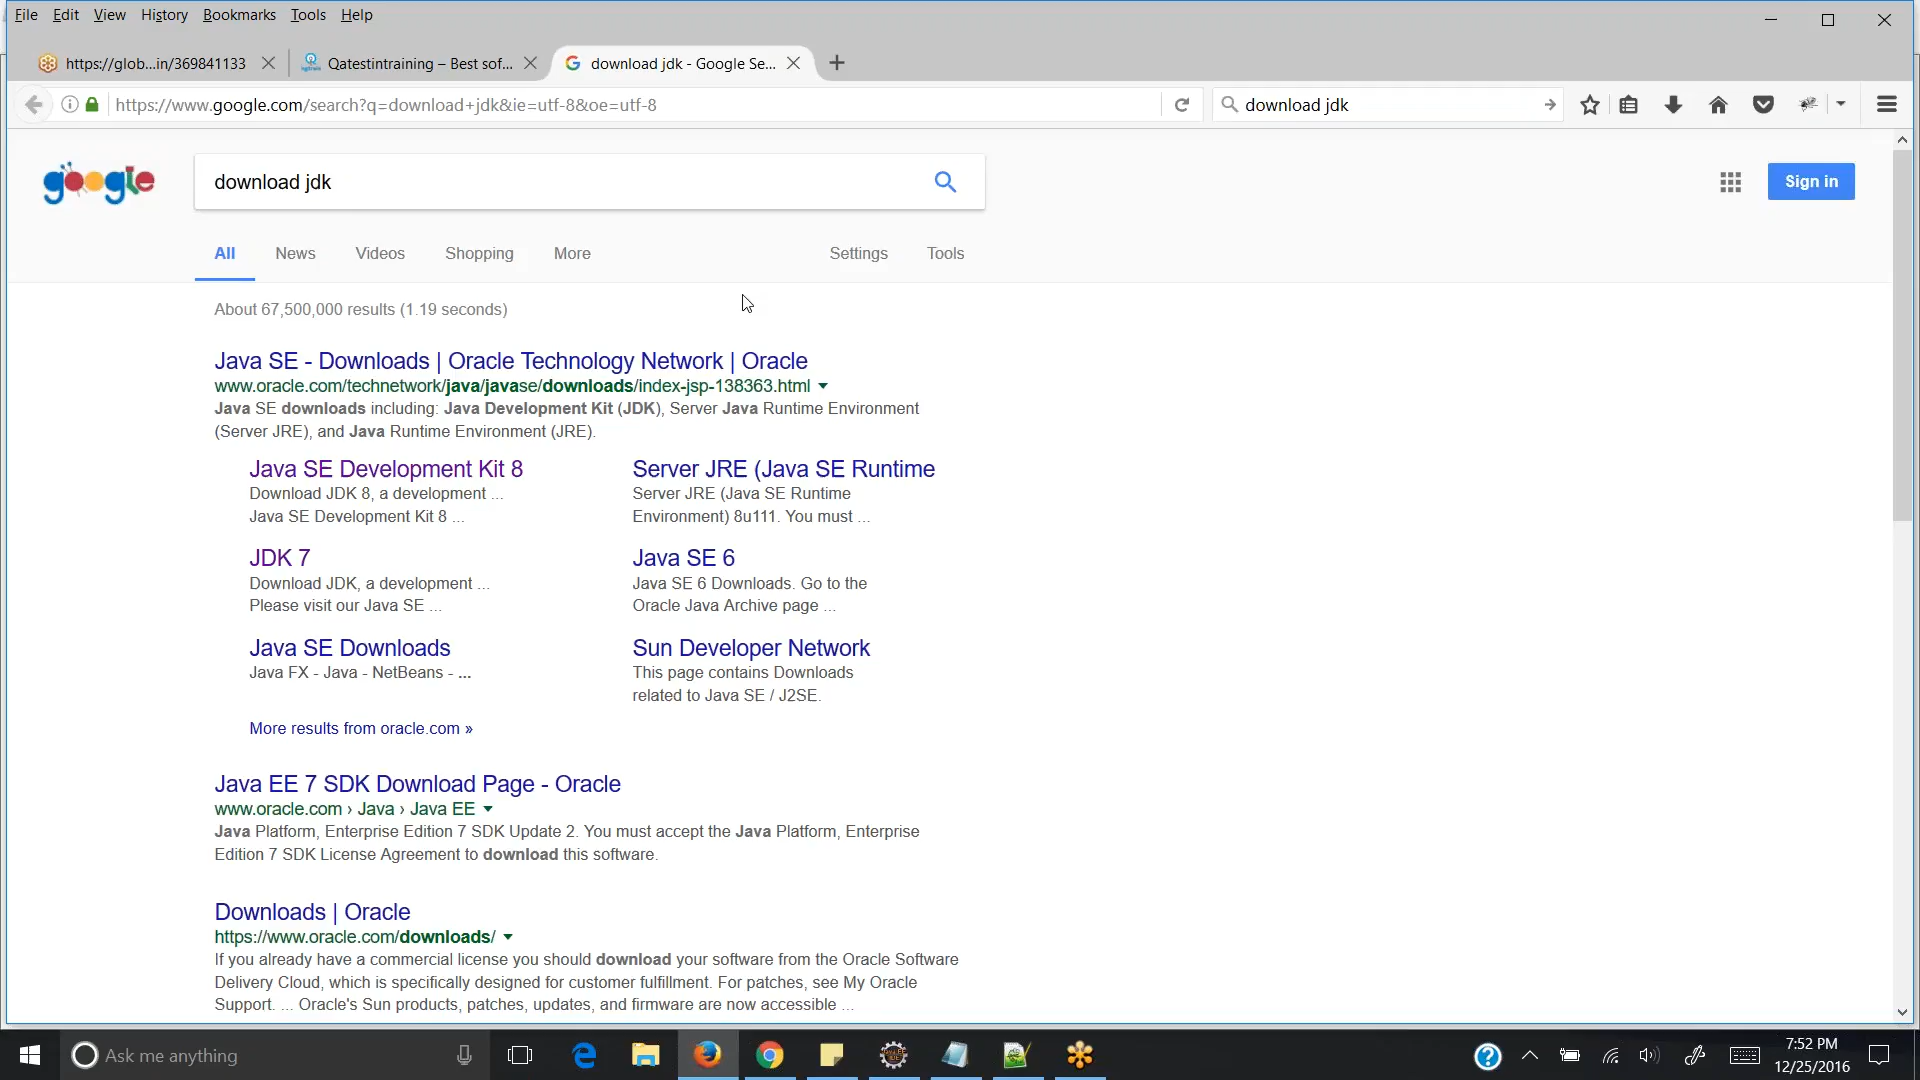 File Edit View History Bookmarks Tools Help
https://glob...in/369841133
Qatestintraining – Best sof...
download jdk - Google Se...
https://www.google.com/search?q=download+jdk&ie=utf-8&oe=utf-8
download jdk
google
download jdk
Sign in
All News Videos Shopping More Settings Tools
About 67,500,000 results (1.19 seconds)
Java SE - Downloads | Oracle Technology Network | Oracle
www.oracle.com/technetwork/java/javase/downloads/index-jsp-138363.html
Java SE downloads including: Java Development Kit (JDK), Server Java Runtime Environment
(Server JRE), and Java Runtime Environment (JRE).
Java SE Development Kit 8
Download JDK 8, a development ...
Java SE Development Kit 8 ...
Server JRE (Java SE Runtime
Server JRE (Java SE Runtime
Environment) 8u111. You must ...
JDK 7
Download JDK, a development ...
Please visit our Java SE ...
Java SE 6
Java SE 6 Downloads. Go to the
Oracle Java Archive page ...
Java SE Downloads
Java FX - Java - NetBeans - ...
Sun Developer Network
This page contains Downloads
related to Java SE / J2SE.
More results from oracle.com »
Java EE 7 SDK Download Page - Oracle
www.oracle.com › Java › Java EE
Java Platform, Enterprise Edition 7 SDK Update 2. You must accept the Java Platform, Enterprise
Edition 7 SDK License Agreement to download this software.
Downloads | Oracle
https://www.oracle.com/downloads/
If you already have a commercial license you should download your software from the Oracle Software
Delivery Cloud, which is specifically designed for customer fulfillment. For patches, see My Oracle
Support. ... Oracle's Sun products, patches, updates, and firmware are now accessible ...
Ask me anything
7:52 PM
12/25/2016